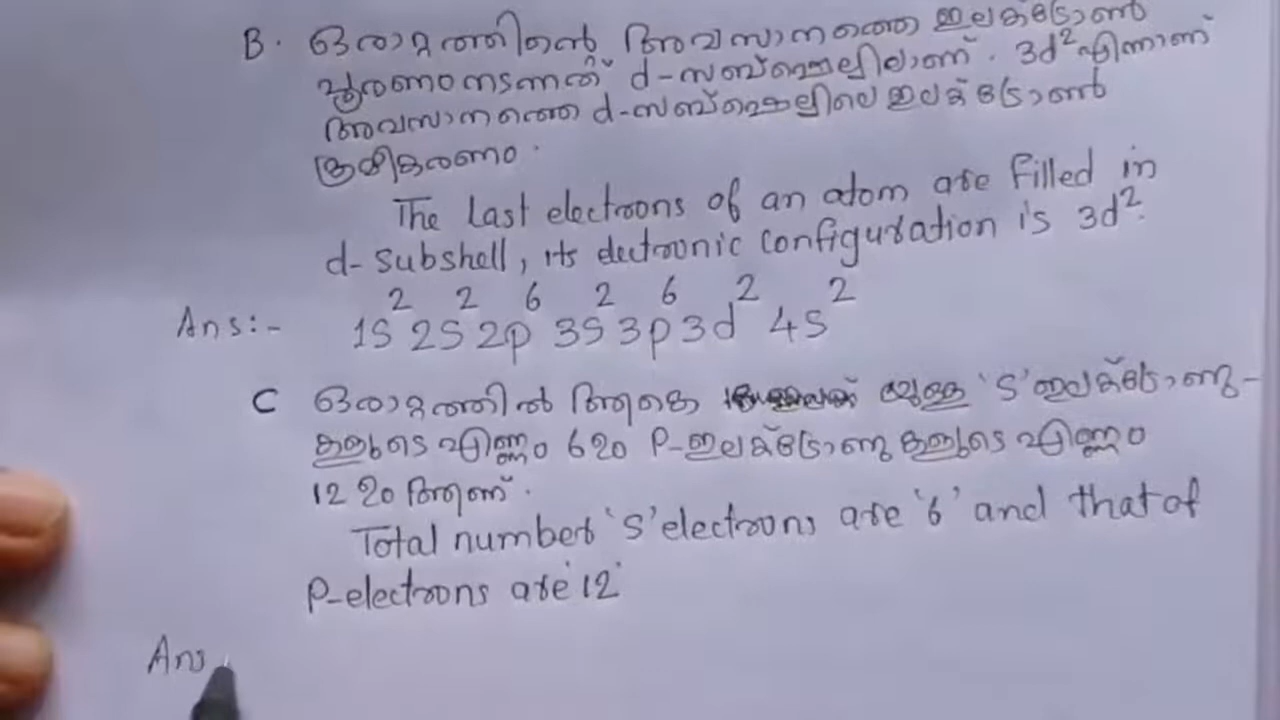 B. ഒരാറ്റത്തിന്റെ അവസാനത്തെ ഇലക്ട്രോൺ
പൂരണം നടന്നത് d-സബ്ഷെല്ലിലാണ്. 3d² എന്നാണ്
അവസാനത്തെ d-സബ്ഷെല്ലിലെ ഇലക്ട്രോൺ
ക്രമീകരണം.
The last electrons of an atom are filled in
d-subshell, its electronic configuration is 3d².
Ans:- 1s² 2s² 2p⁶ 3s² 3p⁶ 3d² 4s²
C ഒരാറ്റത്തിൽ ആകെ യുള്ള 's' ഇലക്ട്രോണു-
കളുടെ എണ്ണം 6ഉം P-ഇലക്ട്രോണുകളുടെ എണ്ണം
12 ഉം ആണ്.
Total number 's' electrons are '6' and that of
P-electrons are '12'
Ans